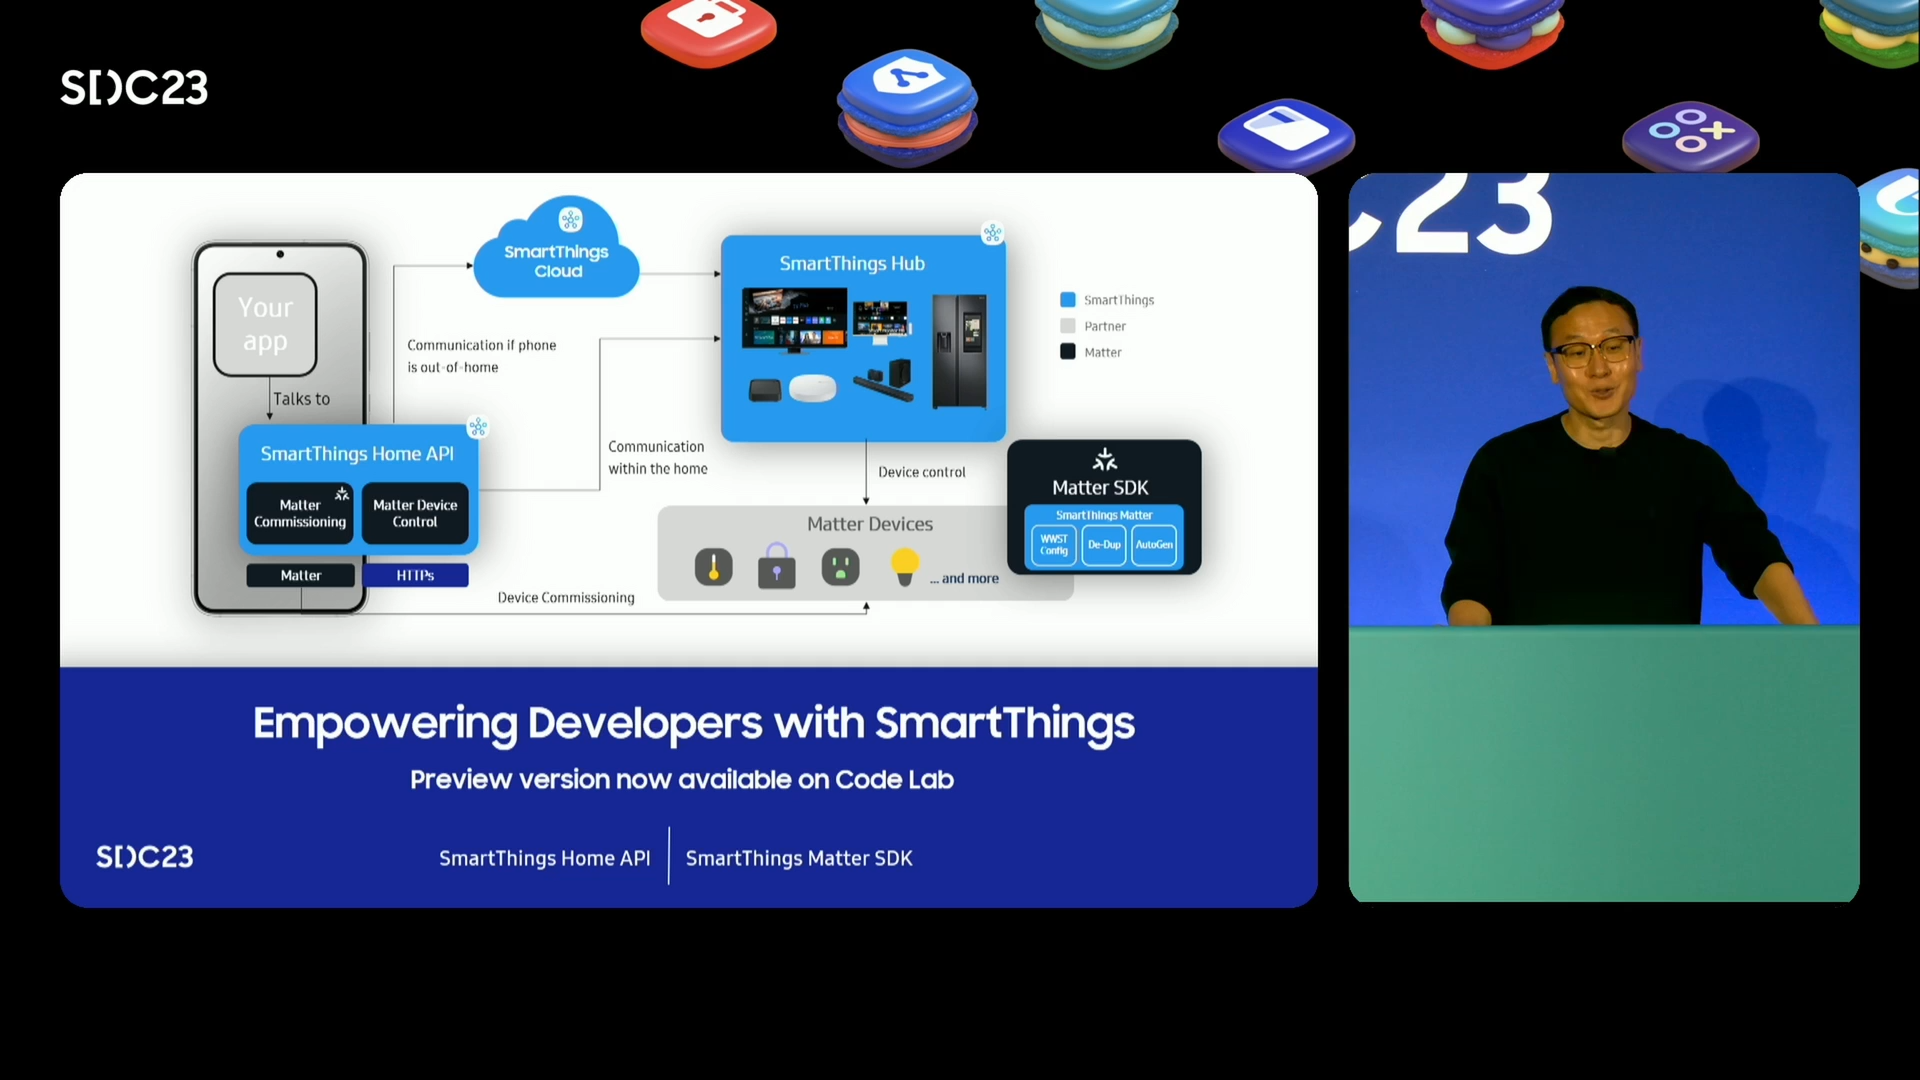 SDC23
Your
app
Talks to
SmartThings Home API
Matter
Commissioning
Matter Device
Control
Matter
HTTPs
SmartThings
Cloud
Communication if phone
is out-of-home
Communication
within the home
SmartThings Hub
SmartThings
Partner
Matter
Device control
Matter Devices
... and more
Device Commissioning
Matter SDK
SmartThings Matter
WWST
Config
De-Dup
AutoGen
Empowering Developers with SmartThings
Preview version now available on Code Lab
SDC23
SmartThings Home API
SmartThings Matter SDK
C23